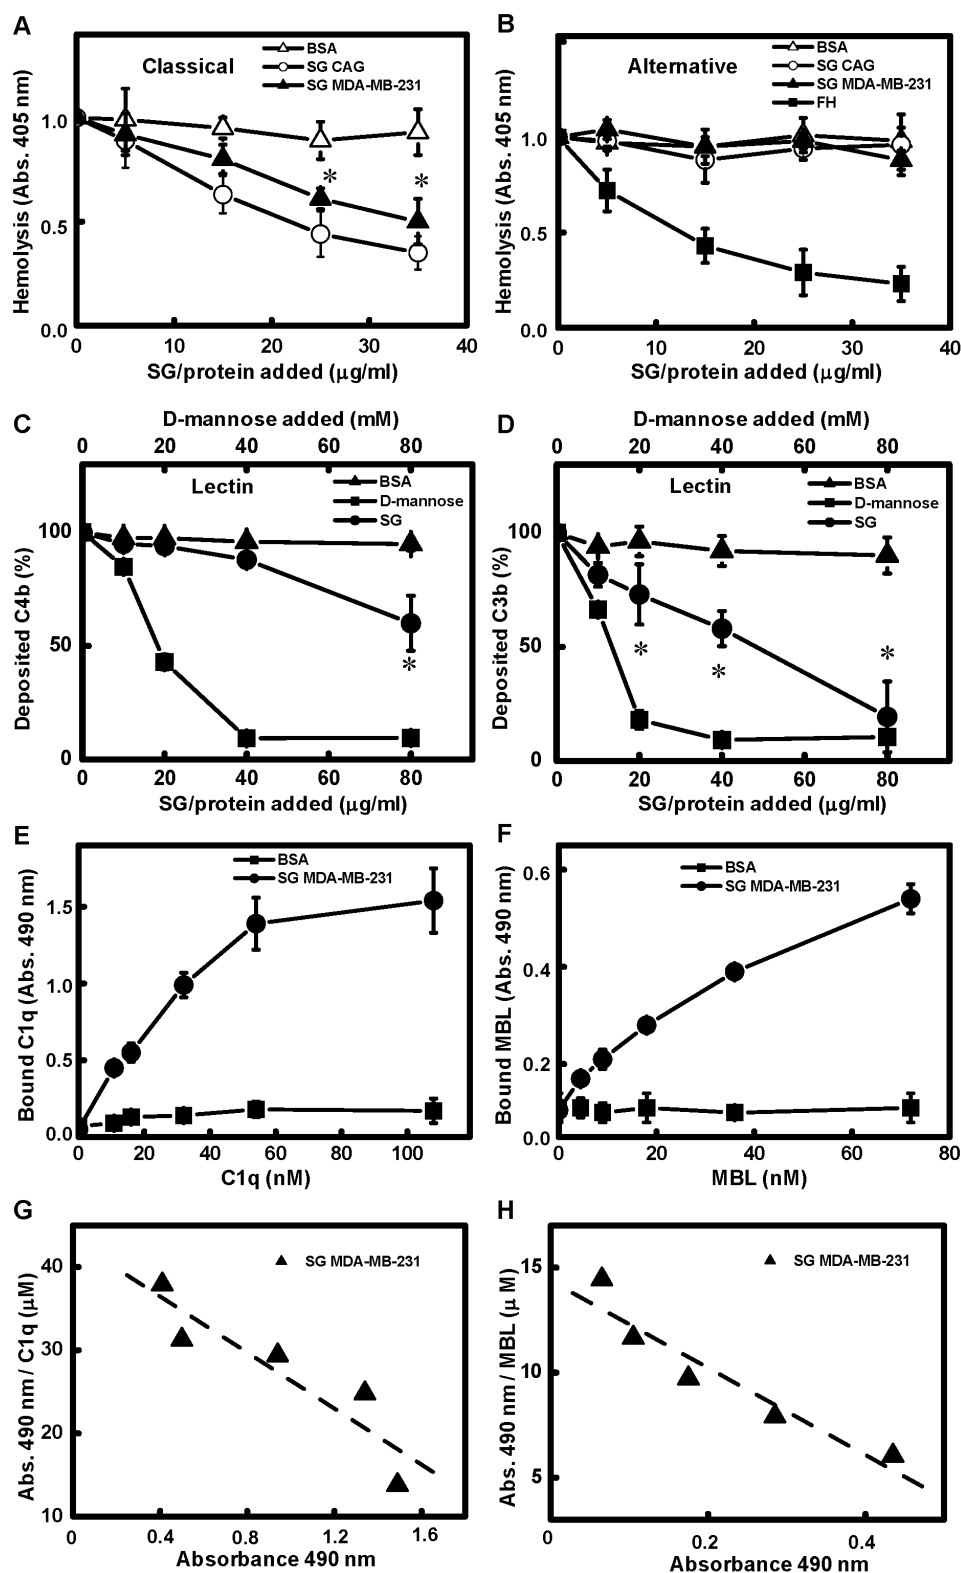 A
Classical
BSA
SG CAG
SG MDA-MB-231
Hemolysis (Abs. 405 nm)
1.0
0.5
0.0
*
*
0 10 20 30 40
SG/protein added (μg/ml)
B
Alternative
BSA
SG CAG
SG MDA-MB-231
FH
Hemolysis (Abs. 405 nm)
1.0
0.5
0.0
0 10 20 30 40
SG/protein added (μg/ml)
C
D-mannose added (mM)
0 20 40 60 80
Lectin
BSA
D-mannose
SG
Deposited C4b (%)
100
50
0
*
0 20 40 60 80
SG/protein added (μg/ml)
D
D-mannose added (mM)
0 20 40 60 80
Lectin
BSA
D-mannose
SG
Deposited C3b (%)
100
50
0
*
*
*
0 20 40 60 80
SG/protein added (μg/ml)
E
BSA
SG MDA-MB-231
Bound C1q (Abs. 490 nm)
1.5
1.0
0.5
0.0
0 20 40 60 80 100
C1q (nM)
F
BSA
SG MDA-MB-231
Bound MBL (Abs. 490 nm)
0.6
0.4
0.2
0.0
0 20 40 60 80
MBL (nM)
G
SG MDA-MB-231
Abs. 490 nm / C1q (μM)
40
30
20
10
0 0.4 0.8 1.2 1.6
Absorbance 490 nm
H
SG MDA-MB-231
Abs. 490 nm / MBL (μ M)
15
10
5
0 0.2 0.4
Absorbance 490 nm